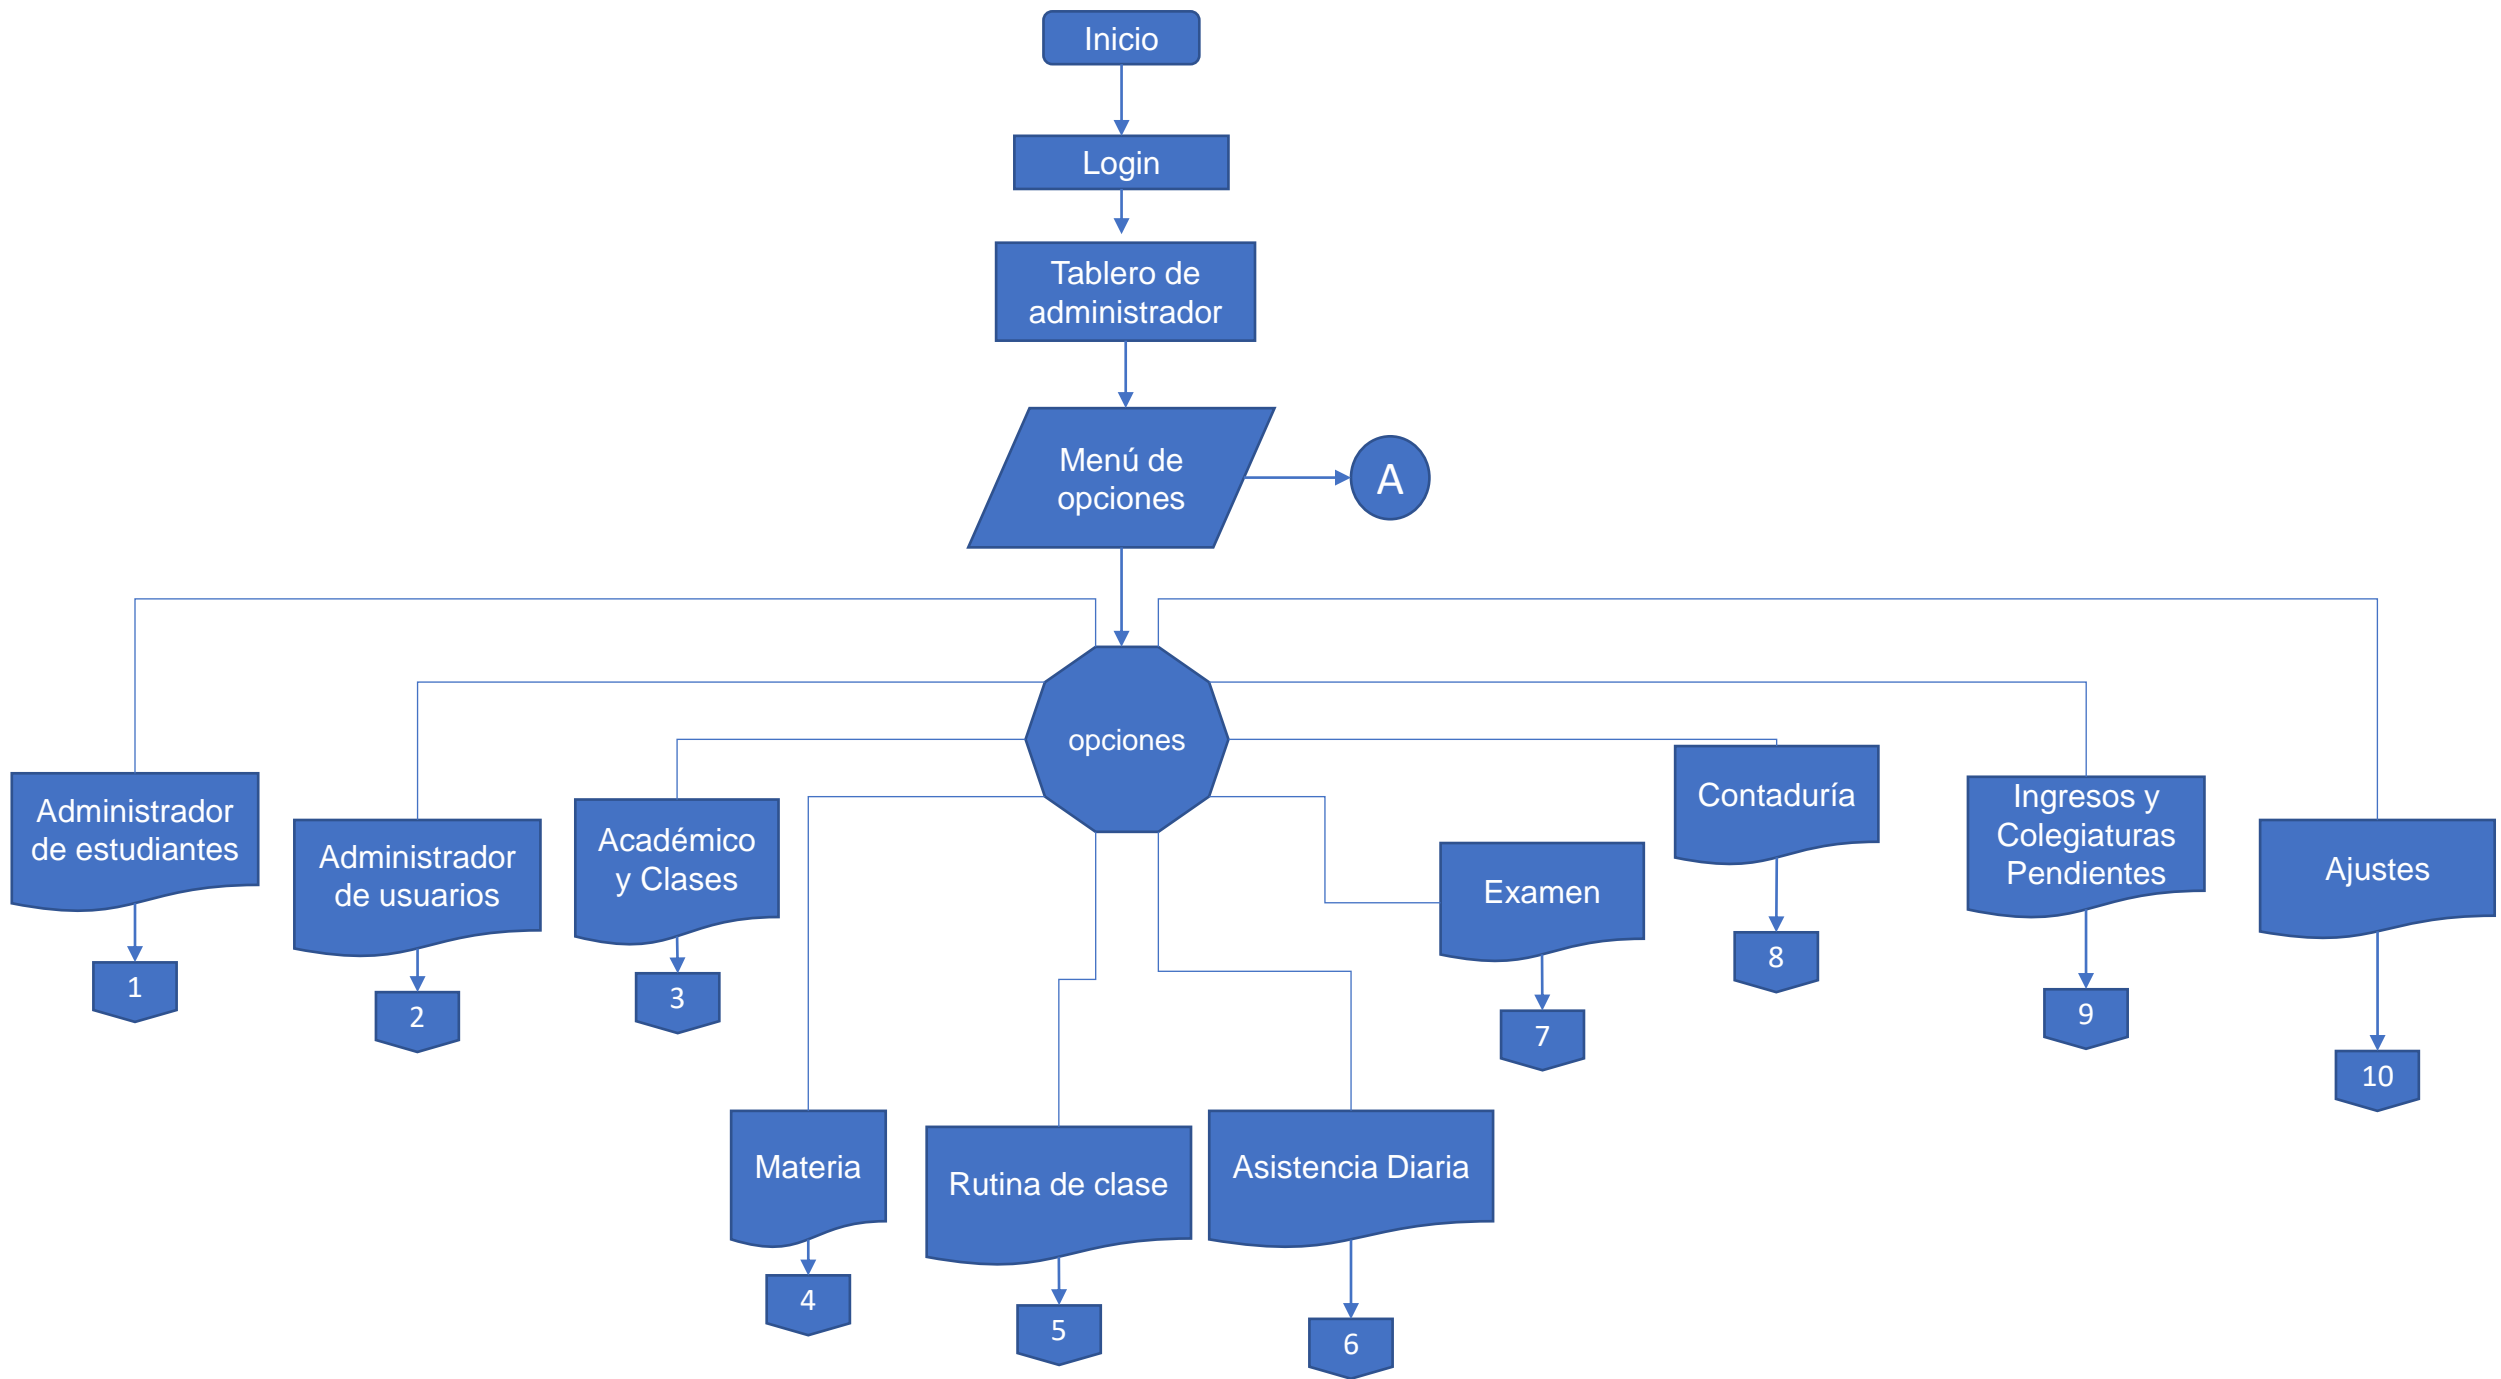 Inicio
Login
Tablero de
administrador
Menú de
opciones
A
opciones
Administrador
de estudiantes
1
Administrador
de usuarios
2
Académico
y Clases
3
Materia
4
Rutina de clase
5
Asistencia Diaria
6
Examen
7
Contaduría
8
Ingresos y
Colegiaturas
Pendientes
9
Ajustes
10